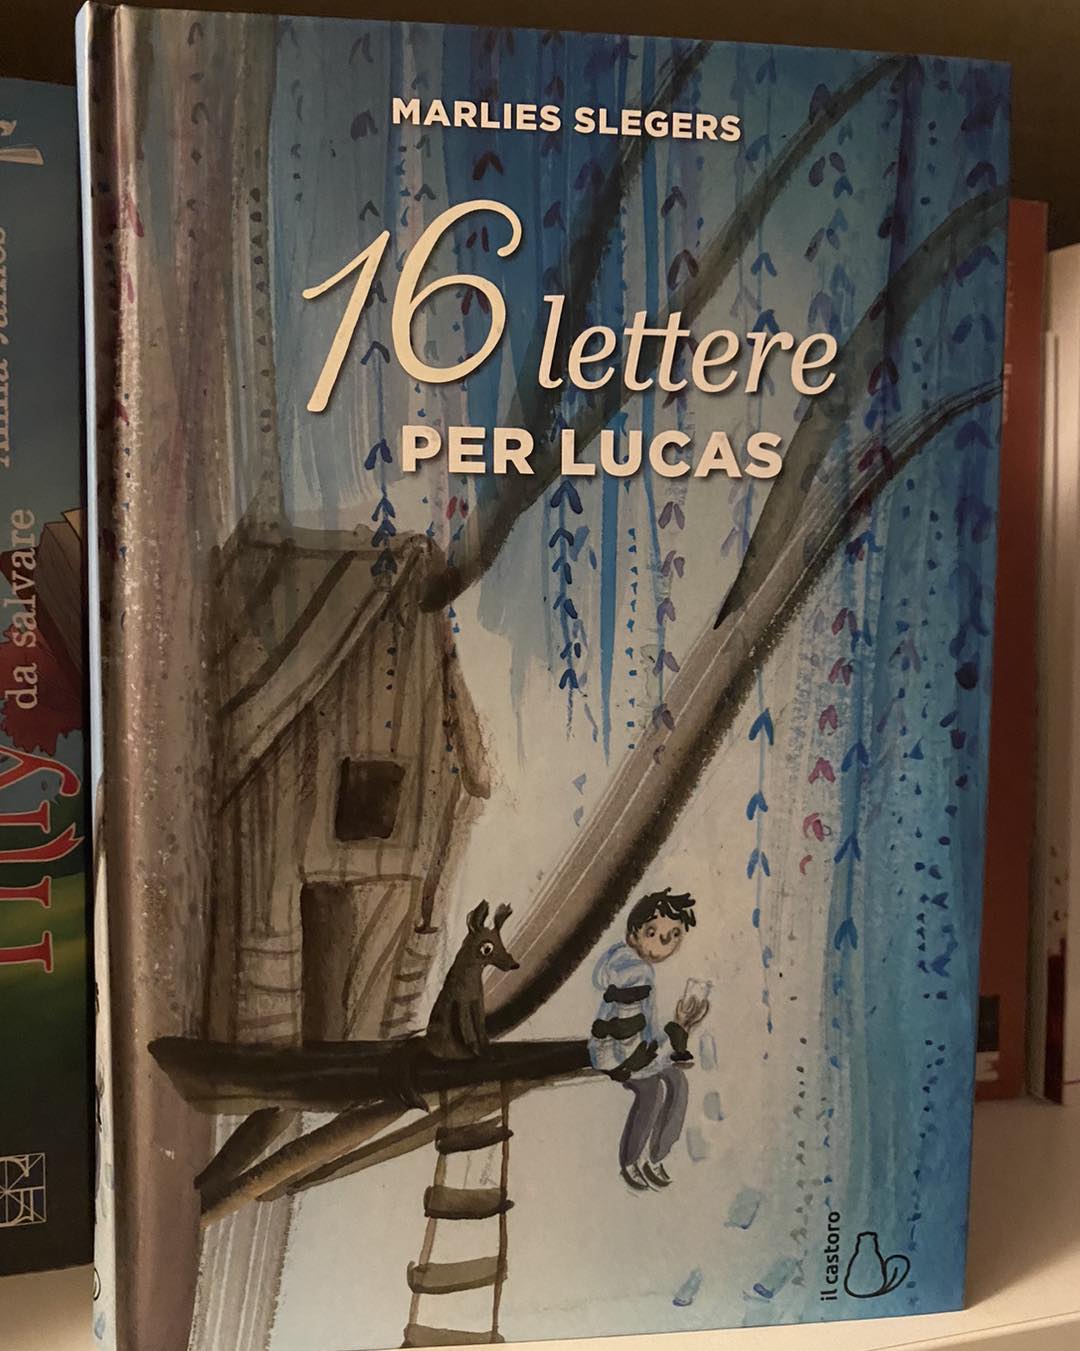 MARLIES SLEGERS
16 lettere
PER LUCAS
il castoro
da salvare